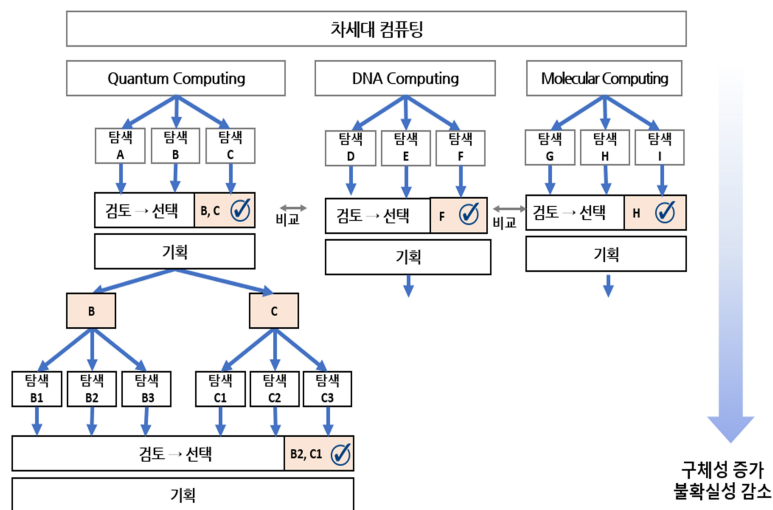 차세대 컴퓨팅
Quantum Computing
DNA Computing
Molecular Computing
탐색
A
탐색
B
탐색
C
탐색
D
탐색
E
탐색
F
탐색
G
탐색
H
탐색
I
검토 → 선택
B, C
비교
검토 → 선택
F
비교
검토 → 선택
H
기획
기획
기획
B
C
탐색
B1
탐색
B2
탐색
B3
탐색
C1
탐색
C2
탐색
C3
검토 → 선택
B2, C1
기획
구체성 증가
불확실성 감소